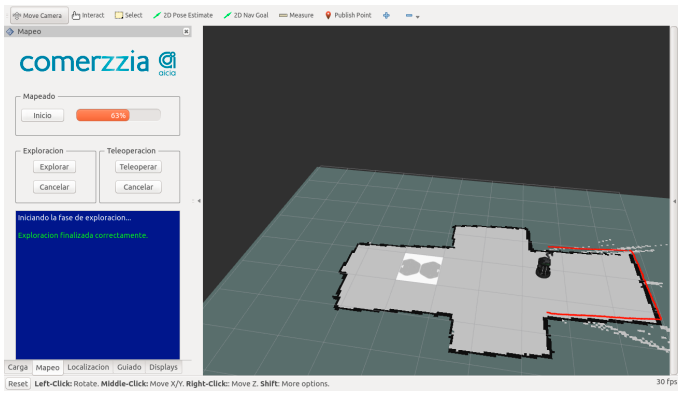 Move Camera Interact Select 2D Pose Estimate 2D Nav Goal Measure Publish Point
Mapeo
comerzzia
aicia
Mapeado
Inicio 63%
Exploracion Teleoperacion
Explorar Teleoperar
Cancelar Cancelar
Iniciando la fase de exploracion...
Exploracion finalizada correctamente.
Carga Mapeo Localizacion Guiado Displays
Reset Left-Click: Rotate. Middle-Click: Move X/Y. Right-Click:: Move Z. Shift: More options. 30 fps